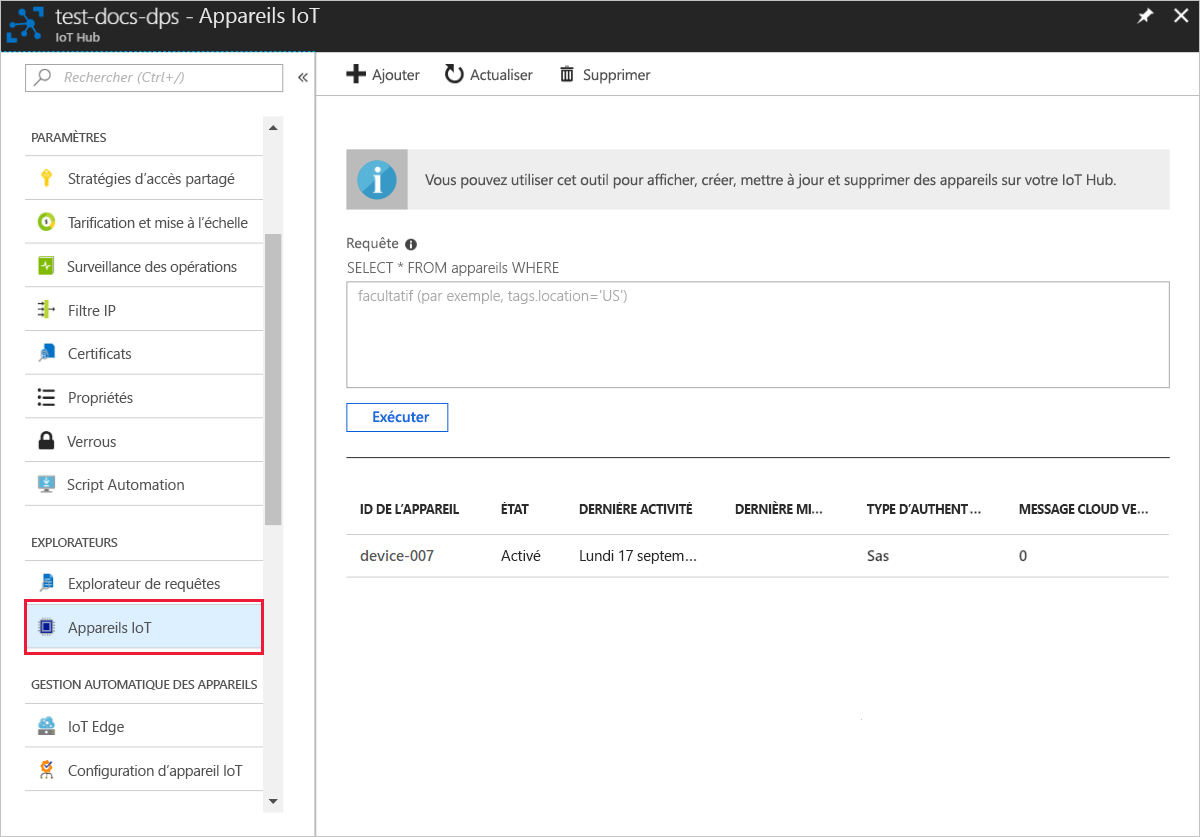 test-docs-dps - Appareils IoT
IoT Hub
Rechercher (Ctrl+/)
«
Ajouter
Actualiser
Supprimer
PARAMÈTRES
Stratégies d’accès partagé
Tarification et mise à l’échelle
Surveillance des opérations
Filtre IP
Certificats
Propriétés
Verrous
Script Automation
EXPLORATEURS
Explorateur de requêtes
Appareils IoT
GESTION AUTOMATIQUE DES APPAREILS
IoT Edge
Configuration d’appareil IoT
Vous pouvez utiliser cet outil pour afficher, créer, mettre à jour et supprimer des appareils sur votre IoT Hub.
Requête
SELECT * FROM appareils WHERE
facultatif (par exemple, tags.location='US')
Exécuter
ID DE L’APPAREIL ÉTAT DERNIÈRE ACTIVITÉ DERNIÈRE MI... TYPE D’AUTHENT ... MESSAGE CLOUD VE...
device-007 Activé Lundi 17 septem... Sas 0